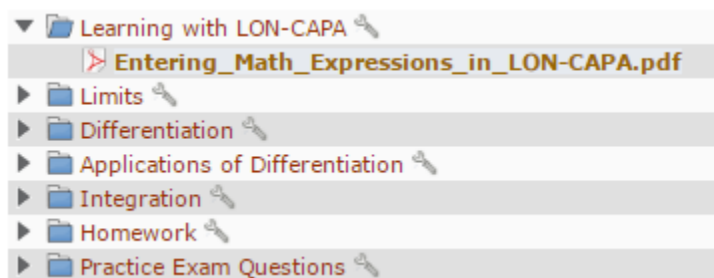 Learning with LON-CAPA
Entering_Math_Expressions_in_LON-CAPA.pdf
Limits
Differentiation
Applications of Differentiation
Integration
Homework
Practice Exam Questions